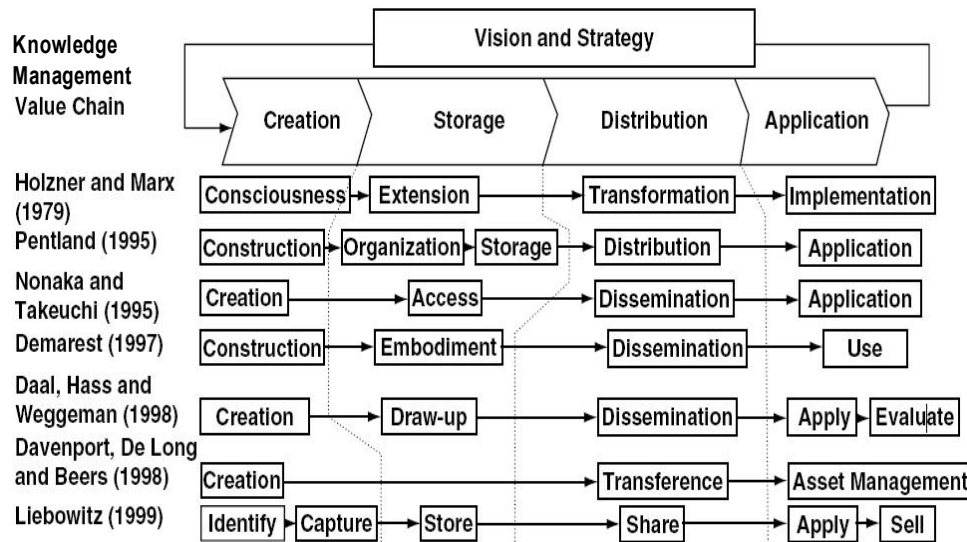 Vision and Strategy
Knowledge
Management
Value Chain
Creation Storage Distribution Application
Holzner and Marx
(1979)
Consciousness Extension Transformation Implementation
Pentland (1995)
Construction Organization Storage Distribution Application
Nonaka and
Takeuchi (1995)
Creation Access Dissemination Application
Demarest (1997)
Construction Embodiment Dissemination Use
Daal, Hass and
Weggeman (1998)
Creation Draw-up Dissemination Apply Evaluate
Davenport, De Long
and Beers (1998)
Creation Transference Asset Management
Liebowitz (1999)
Identify Capture Store Share Apply Sell